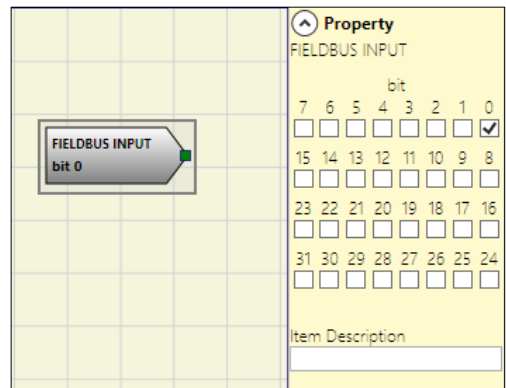 Property
FIELDBUS INPUT
bit
7 6 5 4 3 2 1 0
15 14 13 12 11 10 9 8
23 22 21 20 19 18 17 16
31 30 29 28 27 26 25 24
Item Description
FIELDBUS INPUT
bit 0